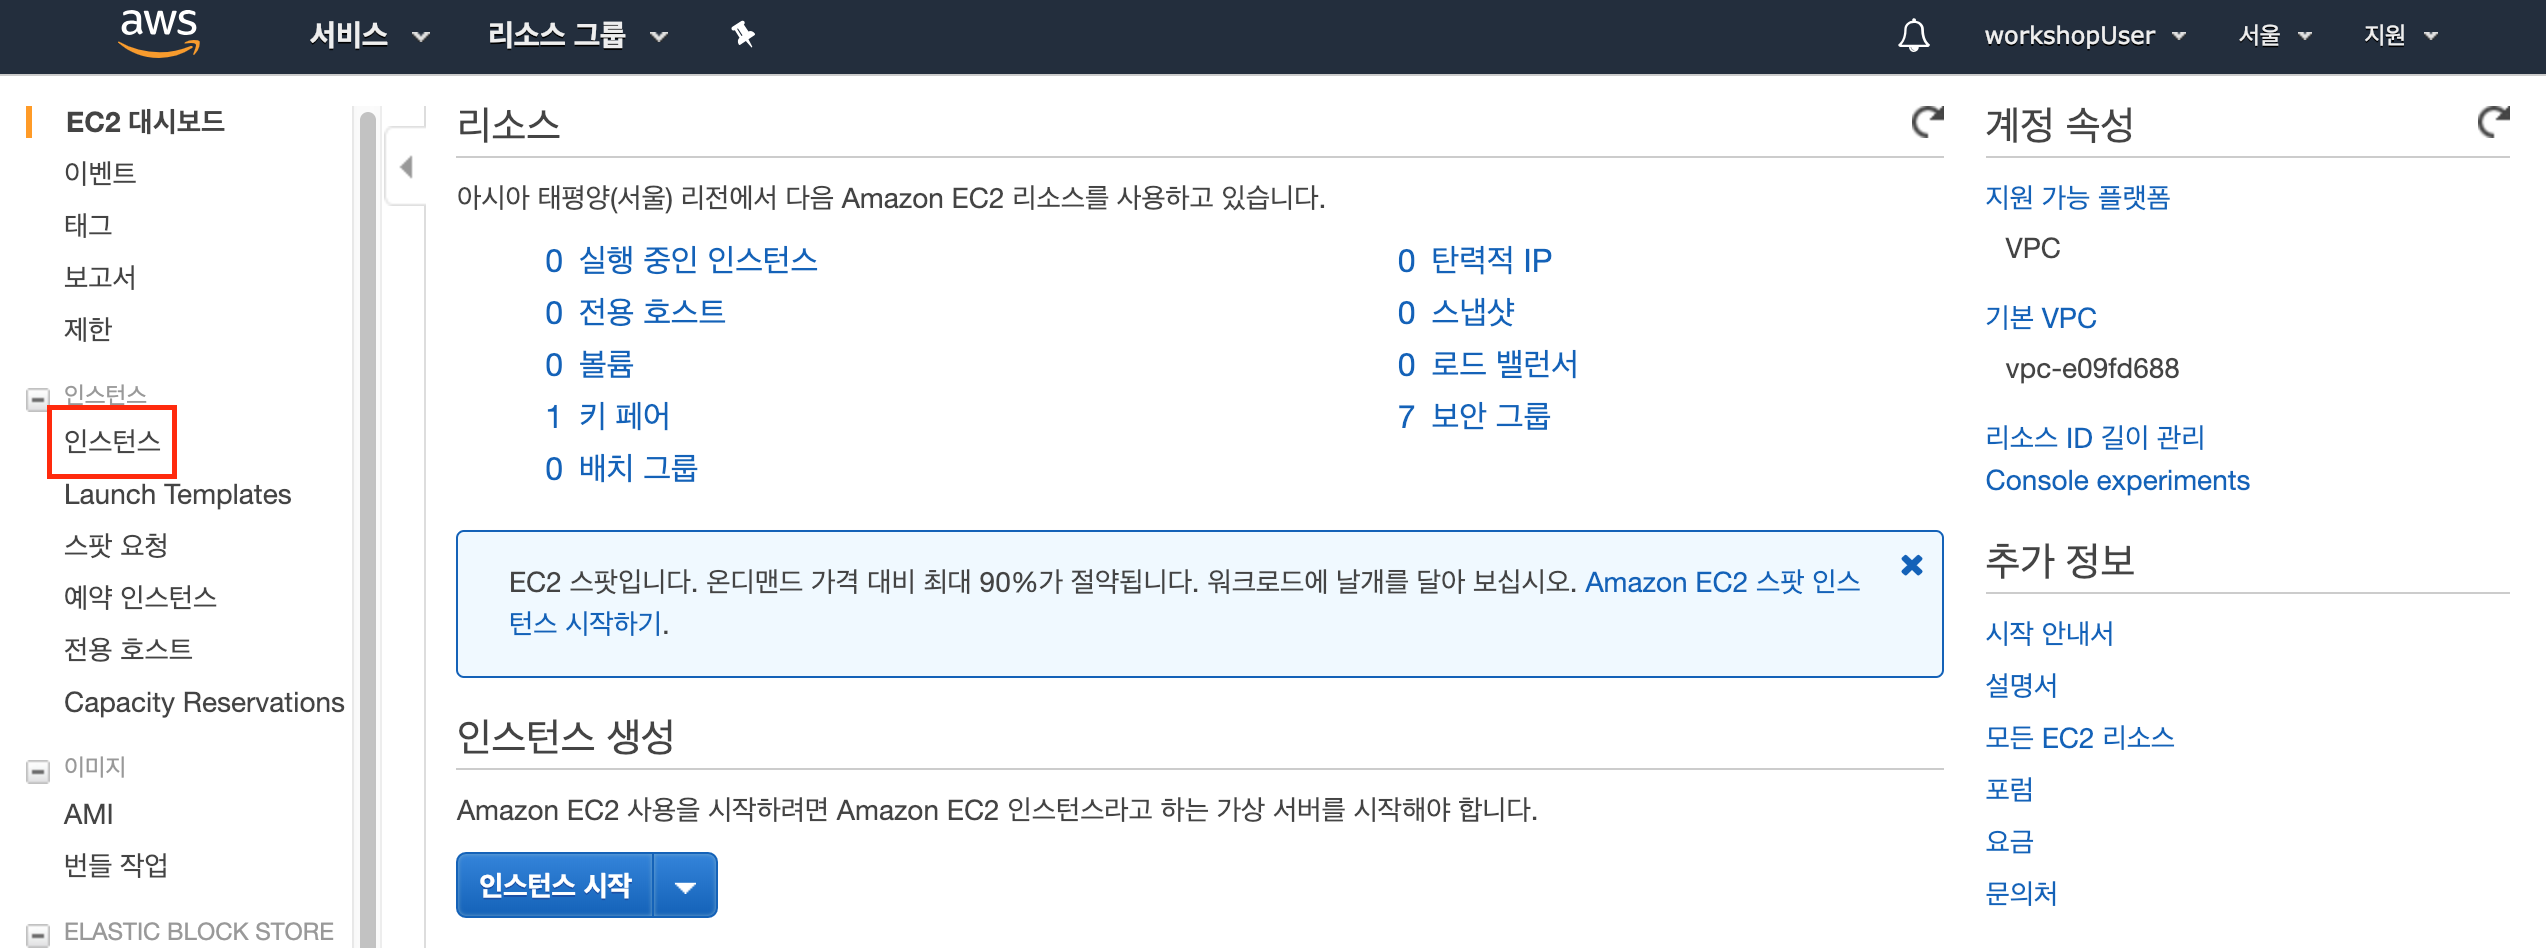 aws
서비스
리소스 그룹
workshopUser
서울
지원
EC2 대시보드
이벤트
태그
보고서
제한
인스턴스
인스턴스
Launch Templates
스팟 요청
예약 인스턴스
전용 호스트
Capacity Reservations
이미지
AMI
번들 작업
ELASTIC BLOCK STORE
리소스
아시아 태평양(서울) 리전에서 다음 Amazon EC2 리소스를 사용하고 있습니다.
0 실행 중인 인스턴스
0 전용 호스트
0 볼륨
1 키 페어
0 배치 그룹
0 탄력적 IP
0 스냅샷
0 로드 밸런서
7 보안 그룹
EC2 스팟입니다. 온디맨드 가격 대비 최대 90%가 절약됩니다. 워크로드에 날개를 달아 보십시오. Amazon EC2 스팟 인스
턴스 시작하기.
인스턴스 생성
Amazon EC2 사용을 시작하려면 Amazon EC2 인스턴스라고 하는 가상 서버를 시작해야 합니다.
인스턴스 시작
계정 속성
지원 가능 플랫폼
VPC
기본 VPC
vpc-e09fd688
리소스 ID 길이 관리
Console experiments
추가 정보
시작 안내서
설명서
모든 EC2 리소스
포럼
요금
문의처